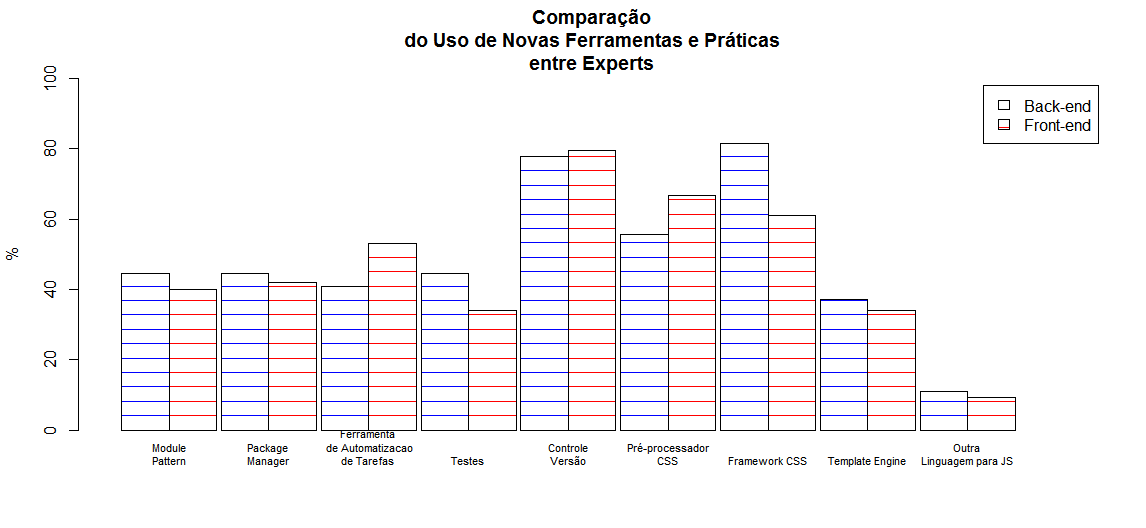 Comparação
do Uso de Novas Ferramentas e Práticas
entre Experts
Back-end
Front-end
%
100
80
60
40
20
0
Module
Pattern
Package
Manager
Ferramenta
de Automatizacao
de Tarefas
Testes
Controle
Versão
Pré-processador
CSS
Framework CSS
Template Engine
Outra
Linguagem para JS